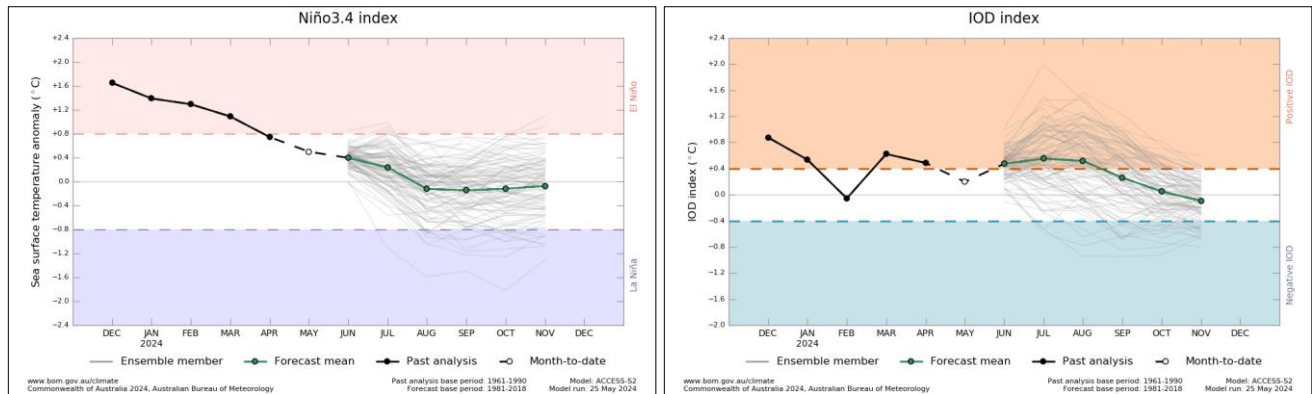 Niño3.4 index
Sea surface temperature anomaly (°C)
+2.4
+2.0
+1.6
+1.2
+0.8
+0.4
0.0
−0.4
−0.8
−1.2
−1.6
−2.0
−2.4
El Niño
La Niña
DEC JAN FEB MAR APR MAY JUN JUL AUG SEP OCT NOV DEC
2024
Ensemble member Forecast mean Past analysis Month-to-date
www.bom.gov.au/climate Past analysis base period: 1961-1990 Model: ACCESS-S2
Commonwealth of Australia 2024, Australian Bureau of Meteorology Forecast base period: 1981-2018 Model run: 25 May 2024
IOD index
IOD index (°C)
+2.4
+2.0
+1.6
+1.2
+0.8
+0.4
0.0
−0.4
−0.8
−1.2
−1.6
−2.0
Positive IOD
Negative IOD
DEC JAN FEB MAR APR MAY JUN JUL AUG SEP OCT NOV DEC
2024
Ensemble member Forecast mean Past analysis Month-to-date
www.bom.gov.au/climate Past analysis base period: 1961-1990 Model: ACCESS-S2
Commonwealth of Australia 2024, Australian Bureau of Meteorology Forecast base period: 1981-2018 Model run: 25 May 2024